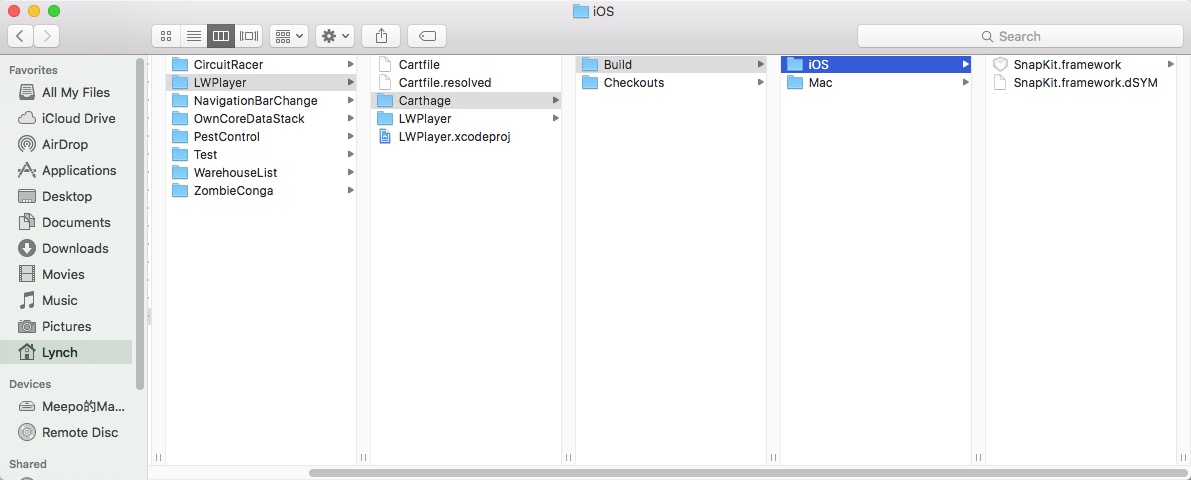 iOS
Search
Favorites
All My Files
iCloud Drive
AirDrop
Applications
Desktop
Documents
Downloads
Movies
Music
Pictures
Lynch
Devices
Meepo的Ma...
Remote Disc
Shared
CircuitRacer
LWPlayer
NavigationBarChange
OwnCoreDataStack
PestControl
Test
WarehouseList
ZombieConga
Cartfile
Cartfile.resolved
Carthage
LWPlayer
LWPlayer.xcodeproj
Build
Checkouts
iOS
Mac
SnapKit.framework
SnapKit.framework.dSYM